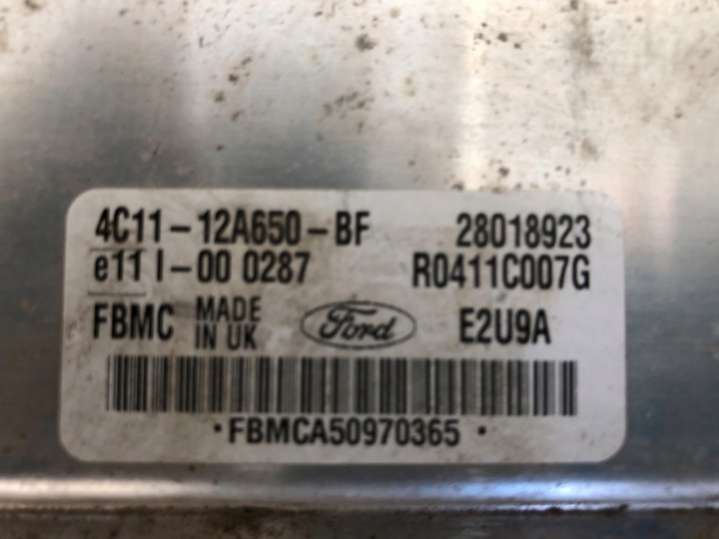 4C11-12A650-BF 28018923
e11 I-00 0287 R0411C007G
FBMC MADE IN UK Ford E2U9A
•FBMCA50970365•